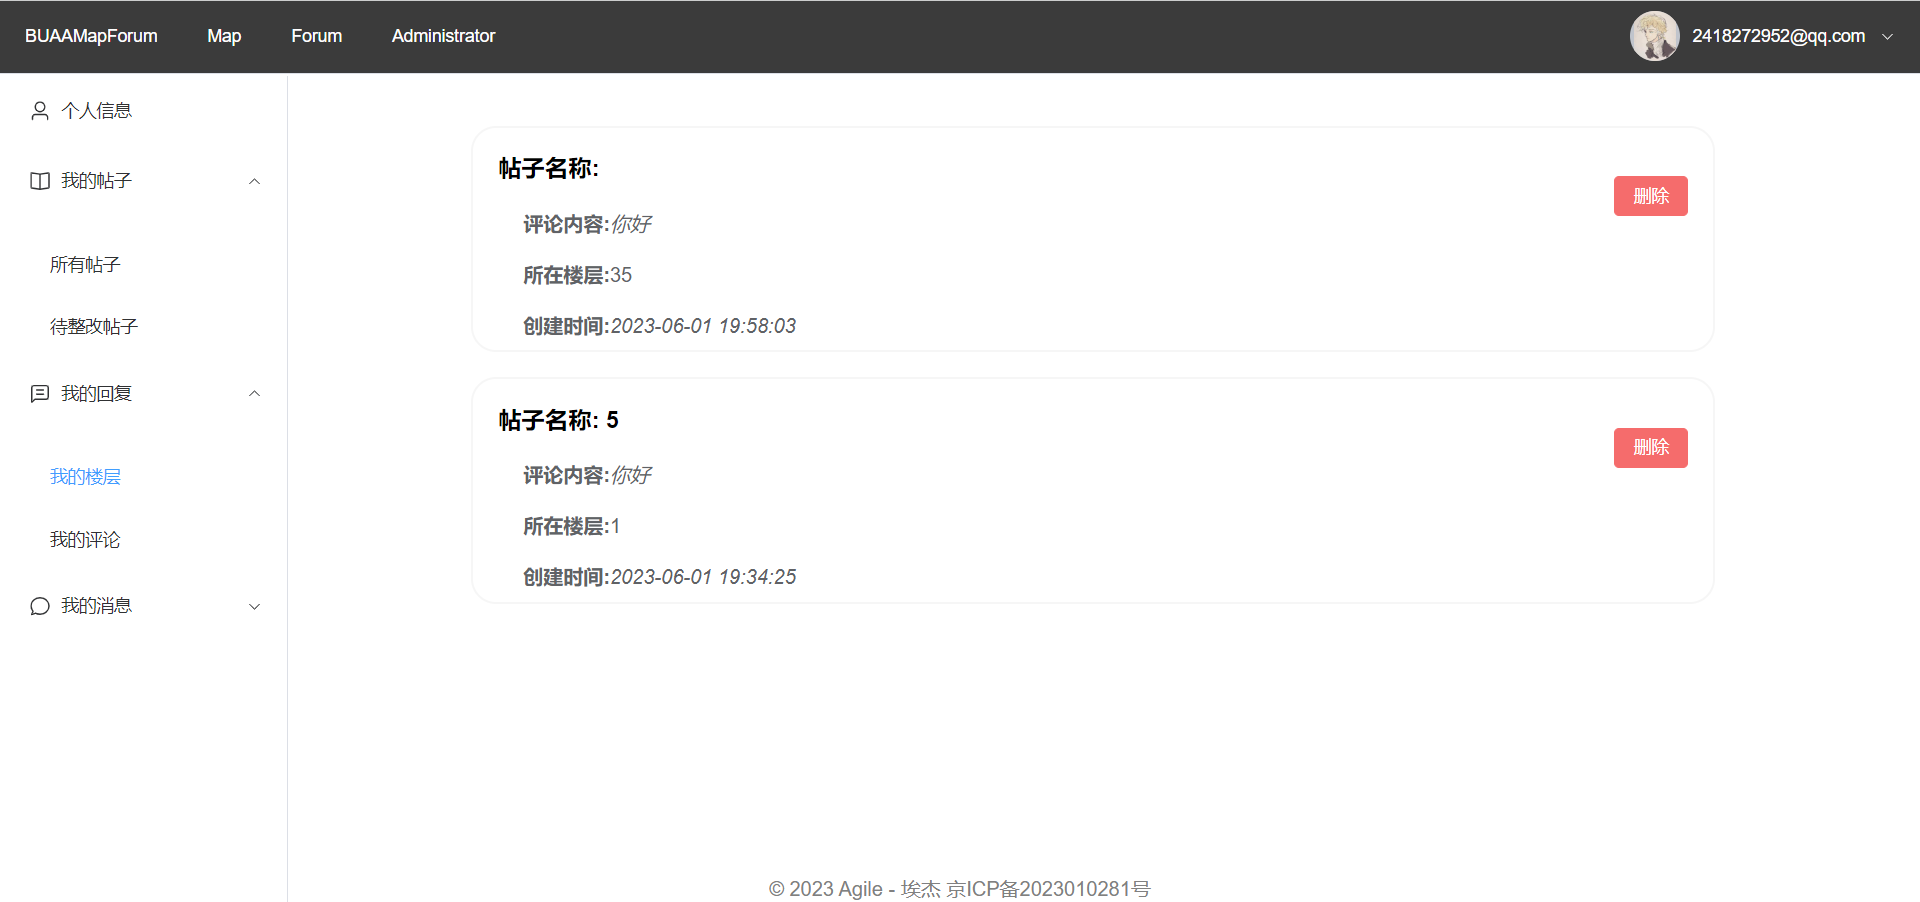 BUAAMapForum Map Forum Administrator 2418272952@qq.com
个人信息
我的帖子
所有帖子
待整改帖子
我的回复
我的楼层
我的评论
我的消息
帖子名称:
删除
评论内容:你好
所在楼层:35
创建时间:2023-06-01 19:58:03
帖子名称: 5
删除
评论内容:你好
所在楼层:1
创建时间:2023-06-01 19:34:25
© 2023 Agile - 埃杰 京ICP备2023010281号